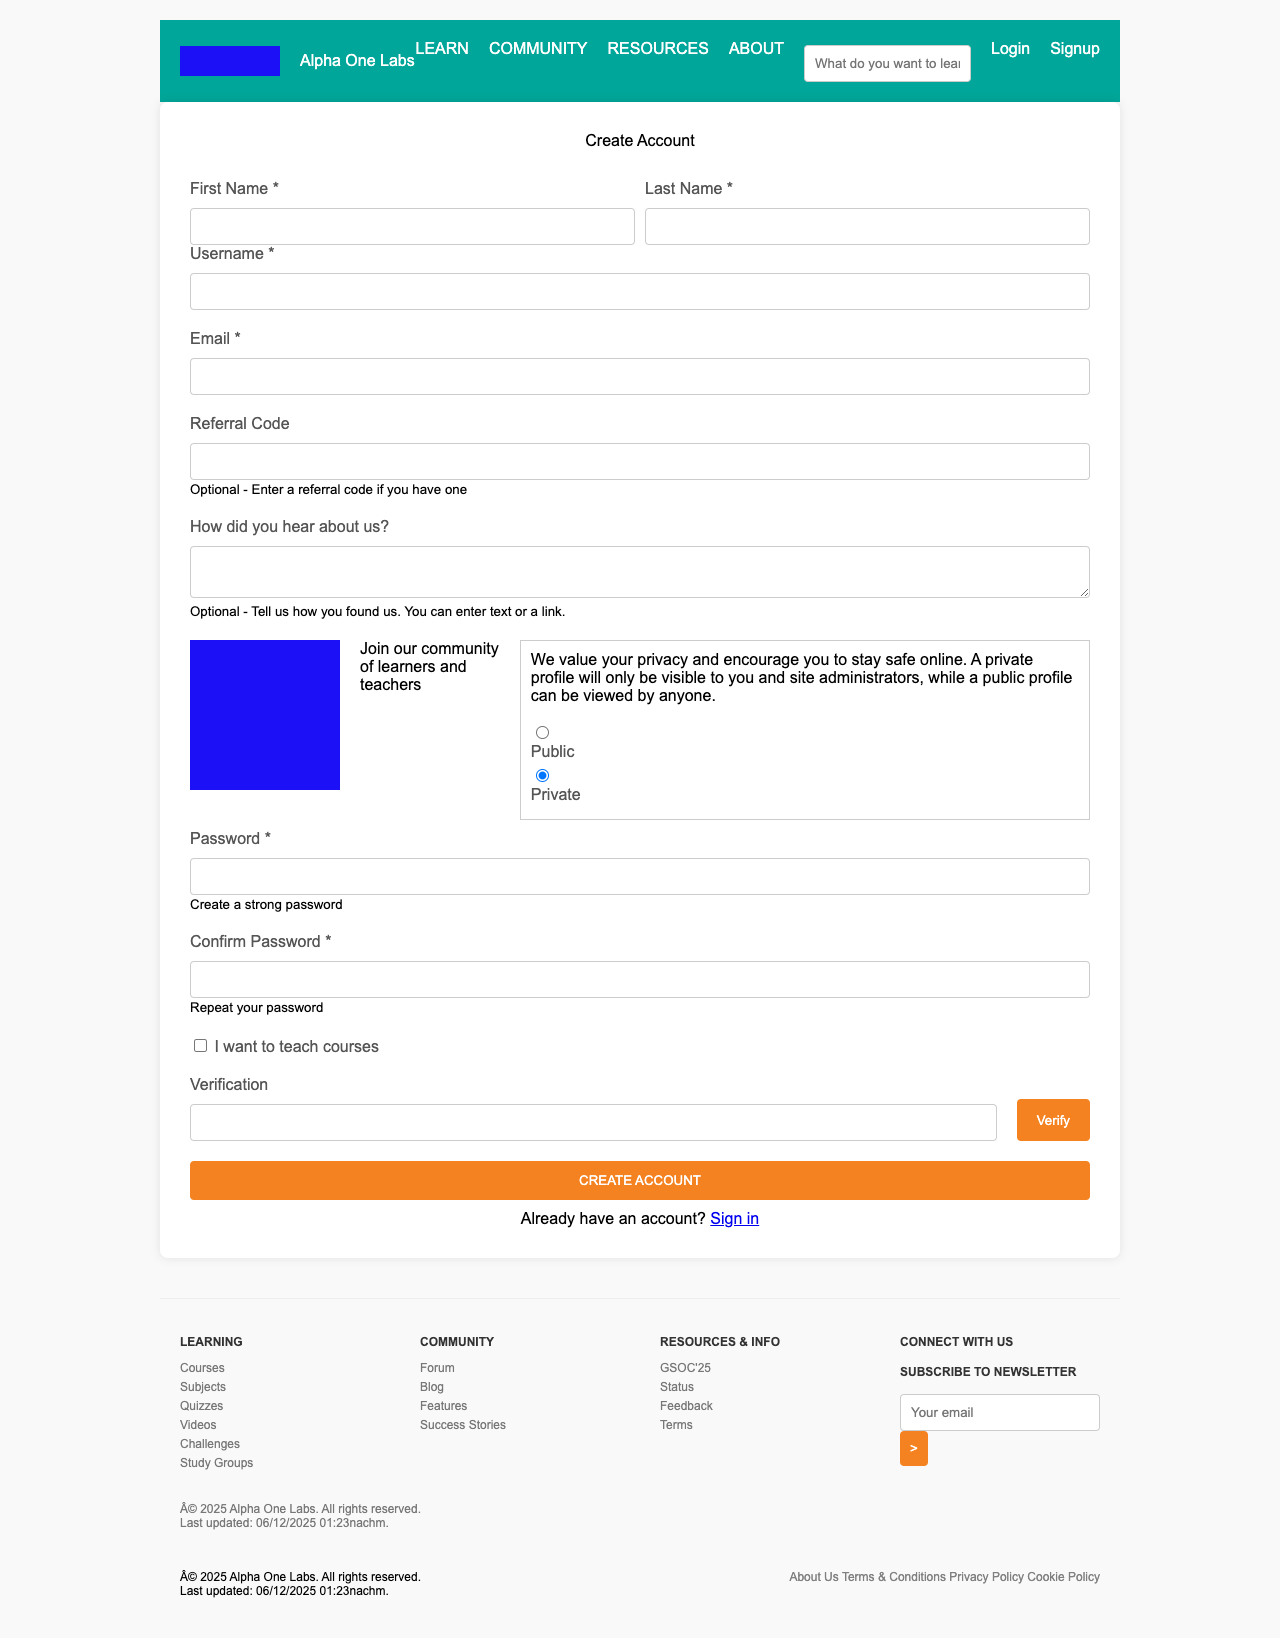 Alpha One Labs
LEARN
COMMUNITY
RESOURCES
ABOUT
What do you want to lear
Login
Signup
Create Account
First Name *
Last Name *
Username *
Email *
Referral Code
Optional - Enter a referral code if you have one
How did you hear about us?
Optional - Tell us how you found us. You can enter text or a link.
Join our community
of learners and
teachers
We value your privacy and encourage you to stay safe online. A private
profile will only be visible to you and site administrators, while a public profile
can be viewed by anyone.
Public
Private
Password *
Create a strong password
Confirm Password *
Repeat your password
I want to teach courses
Verification
Verify
CREATE ACCOUNT
Already have an account? Sign in
LEARNING
Courses
Subjects
Quizzes
Videos
Challenges
Study Groups
COMMUNITY
Forum
Blog
Features
Success Stories
RESOURCES & INFO
GSOC'25
Status
Feedback
Terms
CONNECT WITH US
SUBSCRIBE TO NEWSLETTER
Your email
>
Â© 2025 Alpha One Labs. All rights reserved.
Last updated: 06/12/2025 01:23nachm.
Â© 2025 Alpha One Labs. All rights reserved.
Last updated: 06/12/2025 01:23nachm.
About Us Terms & Conditions Privacy Policy Cookie Policy